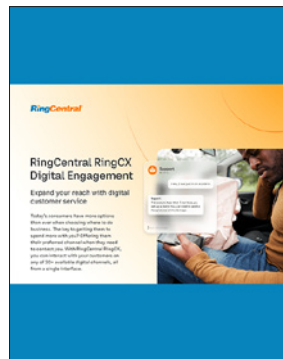 RingCentral
RingCentral RingCX
Digital Engagement
Expand your reach with digital
customer service
Today's consumers have more options
than ever when choosing where to do
business. The key to getting them to
spend more with you? Offering them
their preferred channel when they need
to contact you. With RingCentral RingCX,
you can interact with your customers on
any of 20+ available digital channels, all
from a single interface.
Support